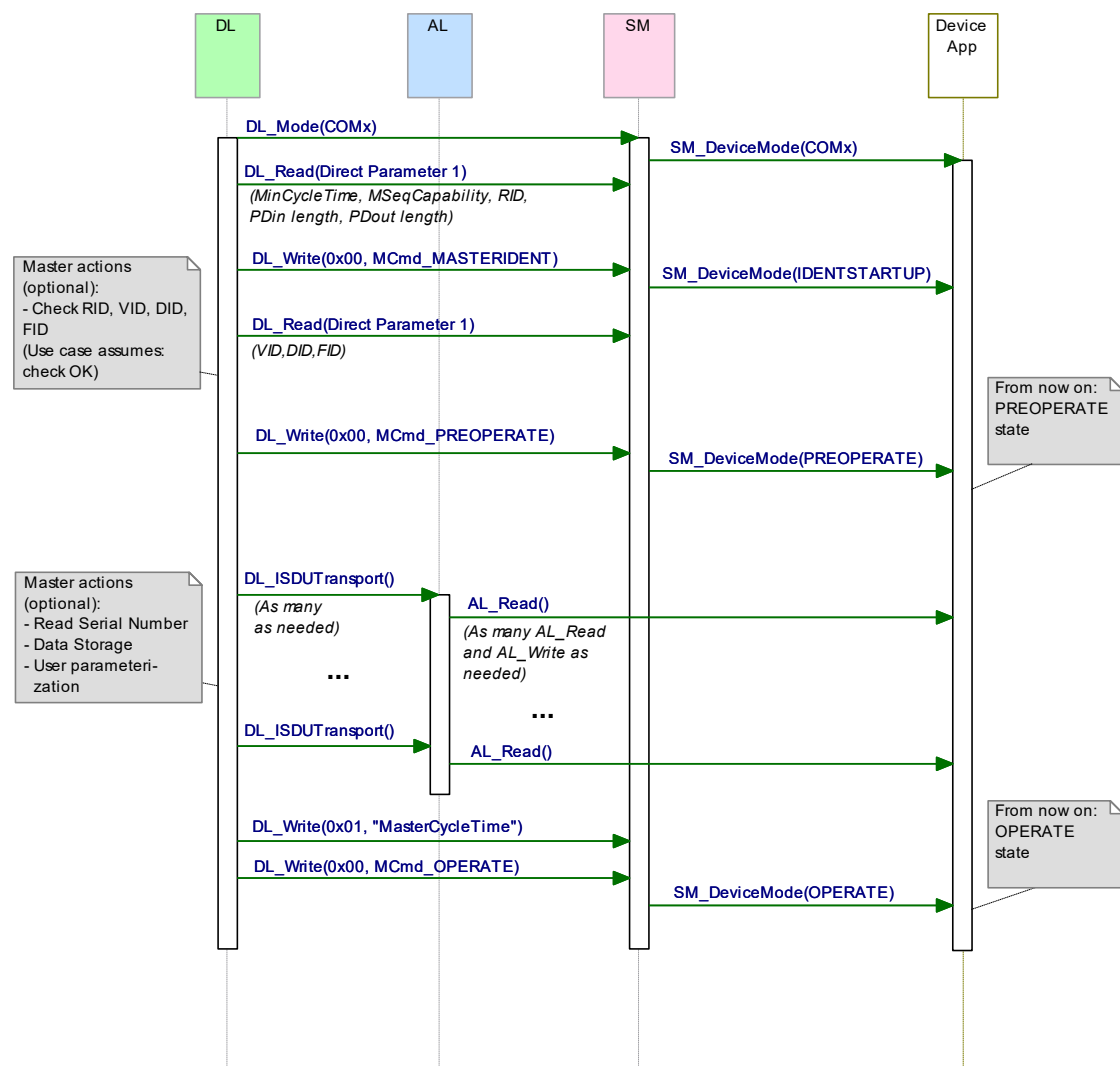 DL
AL
SM
Device
App
DL_Mode(COMx)
SM_DeviceMode(COMx)
DL_Read(Direct Parameter 1)
(MinCycleTime, MSeqCapability, RID,
PDin length, PDout length)
DL_Write(0x00, MCmd_MASTERIDENT)
SM_DeviceMode(IDENTSTARTUP)
Master actions
(optional):
- Check RID, VID, DID,
FID
(Use case assumes:
check OK)
DL_Read(Direct Parameter 1)
(VID,DID,FID)
From now on:
PREOPERATE
state
DL_Write(0x00, MCmd_PREOPERATE)
SM_DeviceMode(PREOPERATE)
Master actions
(optional):
- Read Serial Number
- Data Storage
- User parameteri-
zation
DL_ISDUTransport()
(As many
as needed)
...
AL_Read()
(As many AL_Read
and AL_Write as
needed)
...
DL_ISDUTransport()
AL_Read()
DL_Write(0x01, "MasterCycleTime")
From now on:
OPERATE
state
DL_Write(0x00, MCmd_OPERATE)
SM_DeviceMode(OPERATE)